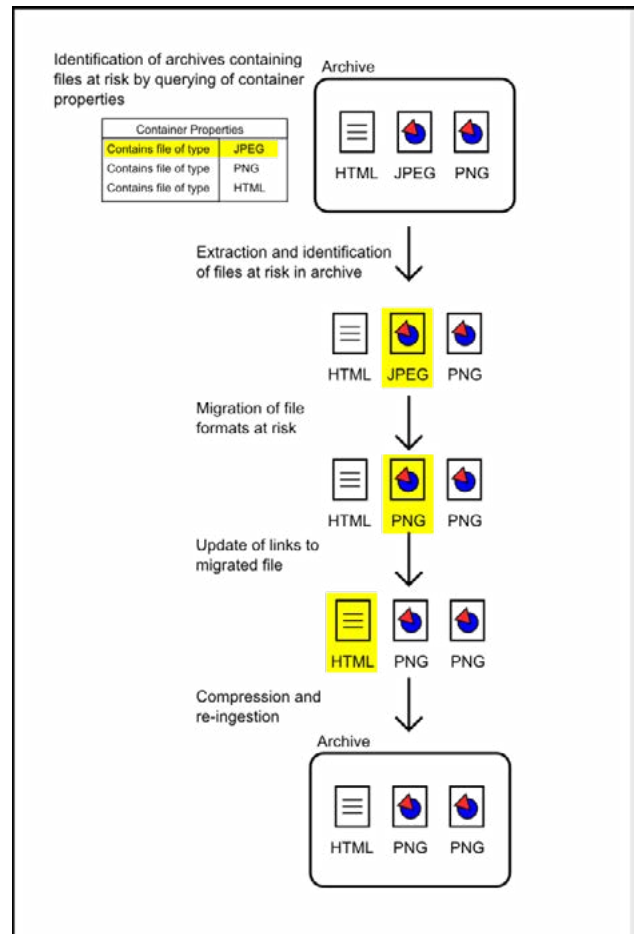 Identification of archives containing
files at risk by querying of container
properties
Archive
Container Properties
Contains file of type JPEG
Contains file of type PNG
Contains file of type HTML
HTML JPEG PNG
Extraction and identification
of files at risk in archive
HTML JPEG PNG
Migration of file
formats at risk
HTML PNG PNG
Update of links to
migrated file
HTML PNG PNG
Compression and
re-ingestion
Archive
HTML PNG PNG